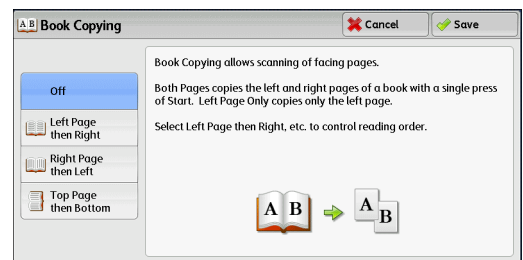 A B Book Copying
Cancel
Save
Book Copying allows scanning of facing pages.
Both Pages copies the left and right pages of a book with a single press
of Start. Left Page Only copies only the left page.
Select Left Page then Right, etc. to control reading order.
Off
Left Page
then Right
Right Page
then Left
Top Page
then Bottom
A B
A
B